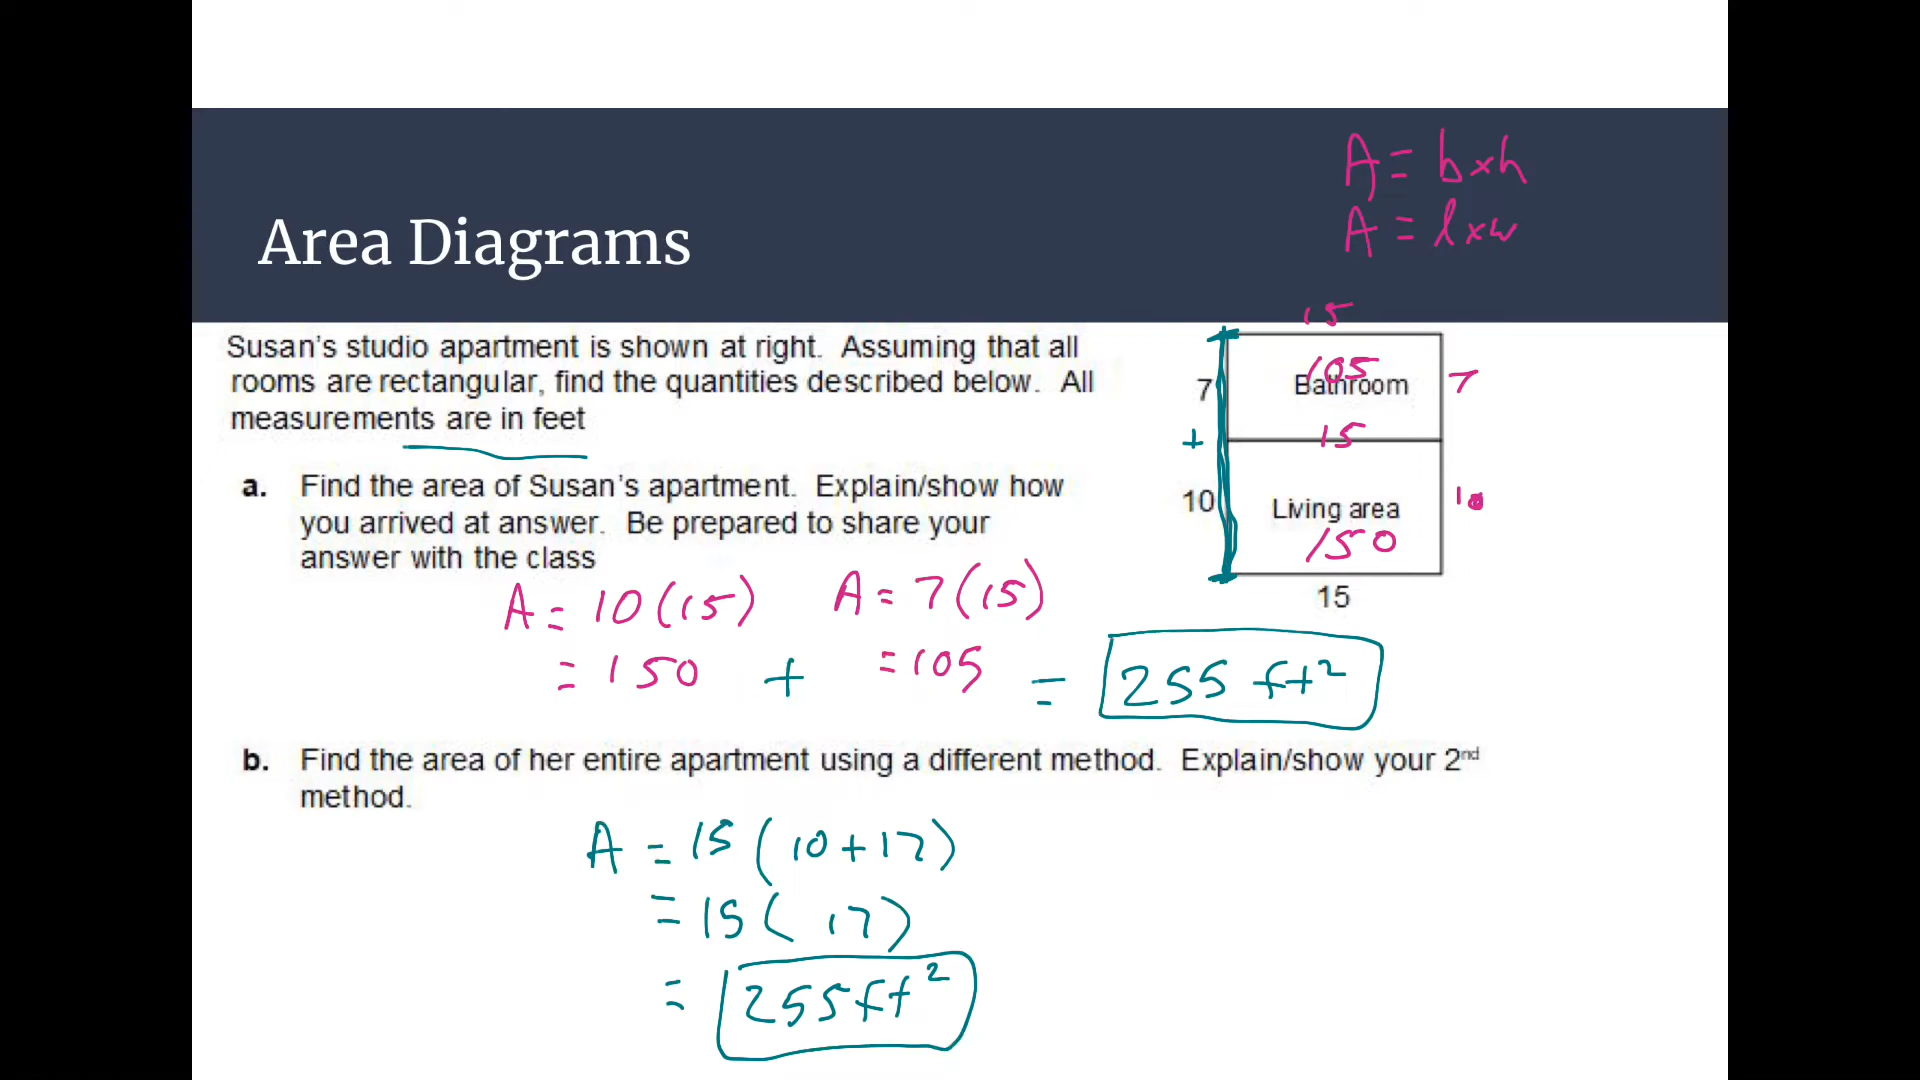 A = b×h
A = l×w
Area Diagrams
Susan's studio apartment is shown at right. Assuming that all
rooms are rectangular, find the quantities described below. All
measurements are in feet
15
7
105
Bathroom
7
+
15
10
Living area
10
150
15
a. Find the area of Susan's apartment. Explain/show how
you arrived at answer. Be prepared to share your
answer with the class
A = 10(15) A = 7(15)
= 150 + = 105 = 255 ft²
b. Find the area of her entire apartment using a different method. Explain/show your 2nd
method.
A = 15(10+17)
= 15(17)
= 255 ft²